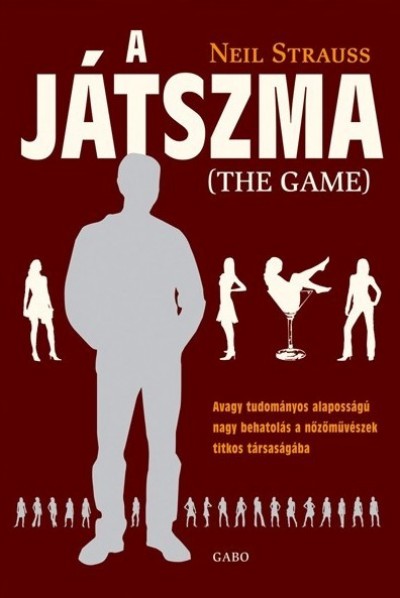 A
NEIL STRAUSS
JÁTSZMA
(THE GAME)
Avagy tudományos alaposságú
nagy behatolás a nőzőművészek
titkos társaságába
GABO